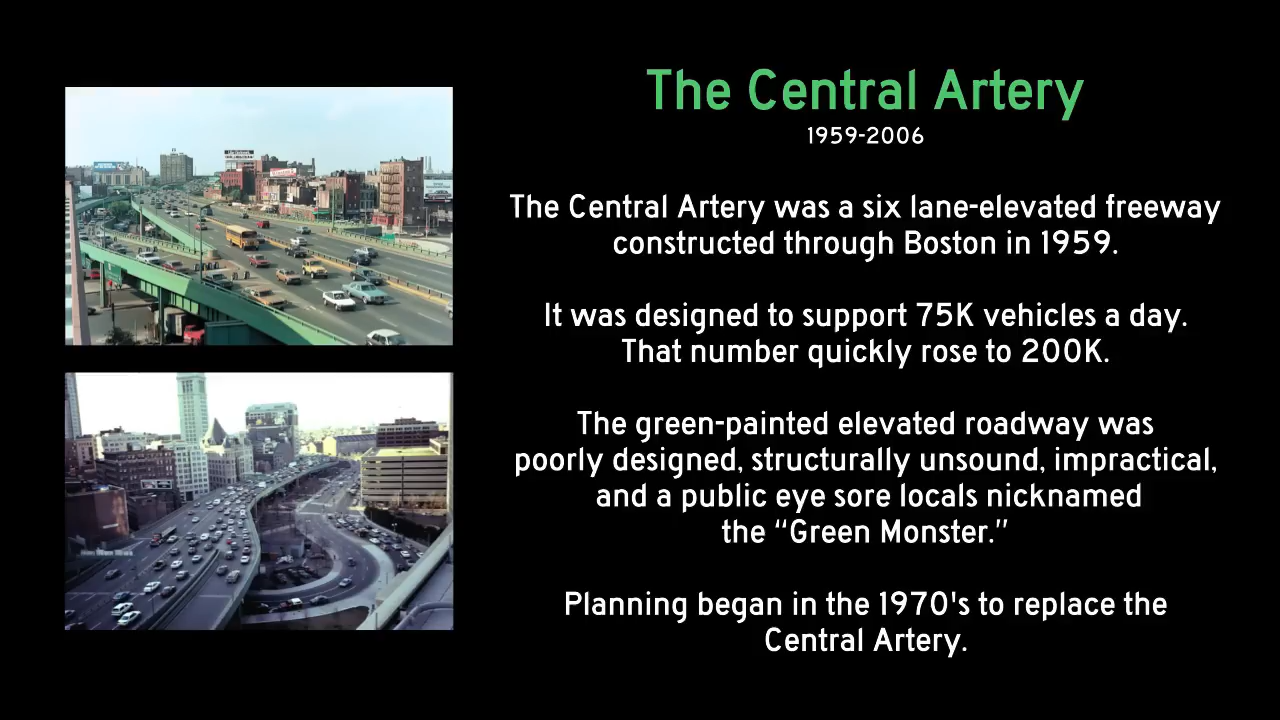 The Central Artery
1959-2006
The Central Artery was a six lane-elevated freeway
constructed through Boston in 1959.
It was designed to support 75K vehicles a day.
That number quickly rose to 200K.
The green-painted elevated roadway was
poorly designed, structurally unsound, impractical,
and a public eye sore locals nicknamed
the “Green Monster.”
Planning began in the 1970's to replace the
Central Artery.